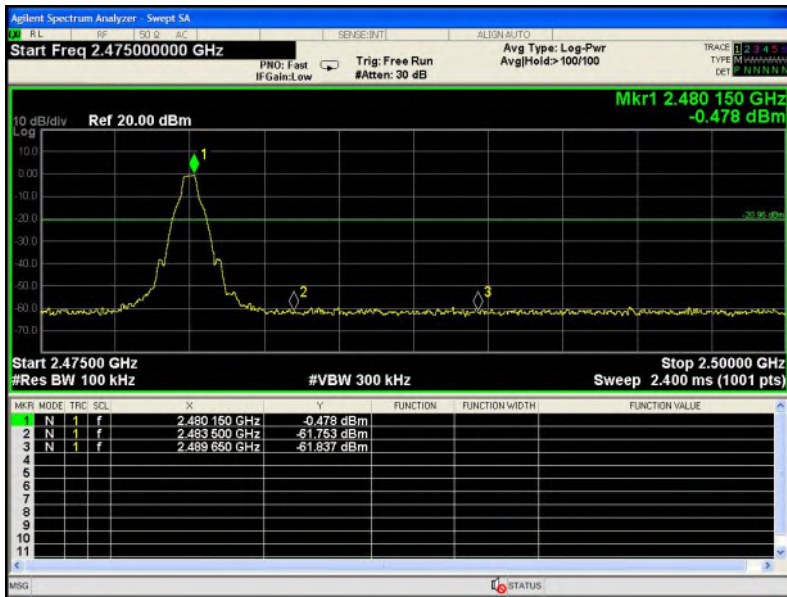 Agilent Spectrum Analyzer - Swept SA
RL RF 50 Ω AC SENSE:INT ALIGN AUTO
Start Freq 2.475000000 GHz
PNO: Fast
IFGain:Low
Trig: Free Run
#Atten: 30 dB
Avg Type: Log-Pwr
Avg|Hold:> 100/100
TRACE 1 2 3 4 5 6
TYPE M
DET P N N N N N
Mkr1 2.480 150 GHz
-0.478 dBm
10 dB/div Ref 20.00 dBm
Log
10.0
0.00
-10.0
-20.0
-30.0
-40.0
-50.0
-60.0
-70.0
1
-20.96 dBm
2
3
Start 2.47500 GHz Stop 2.50000 GHz
#Res BW 100 kHz #VBW 300 kHz Sweep 2.400 ms (1001 pts)
MKR MODE TRC SCL X Y FUNCTION FUNCTION WIDTH FUNCTION VALUE
1 N 1 f 2.480 150 GHz -0.478 dBm
2 N 1 f 2.483 500 GHz -61.753 dBm
3 N 1 f 2.489 650 GHz -61.837 dBm
4
5
6
7
8
9
10
11
MSG STATUS